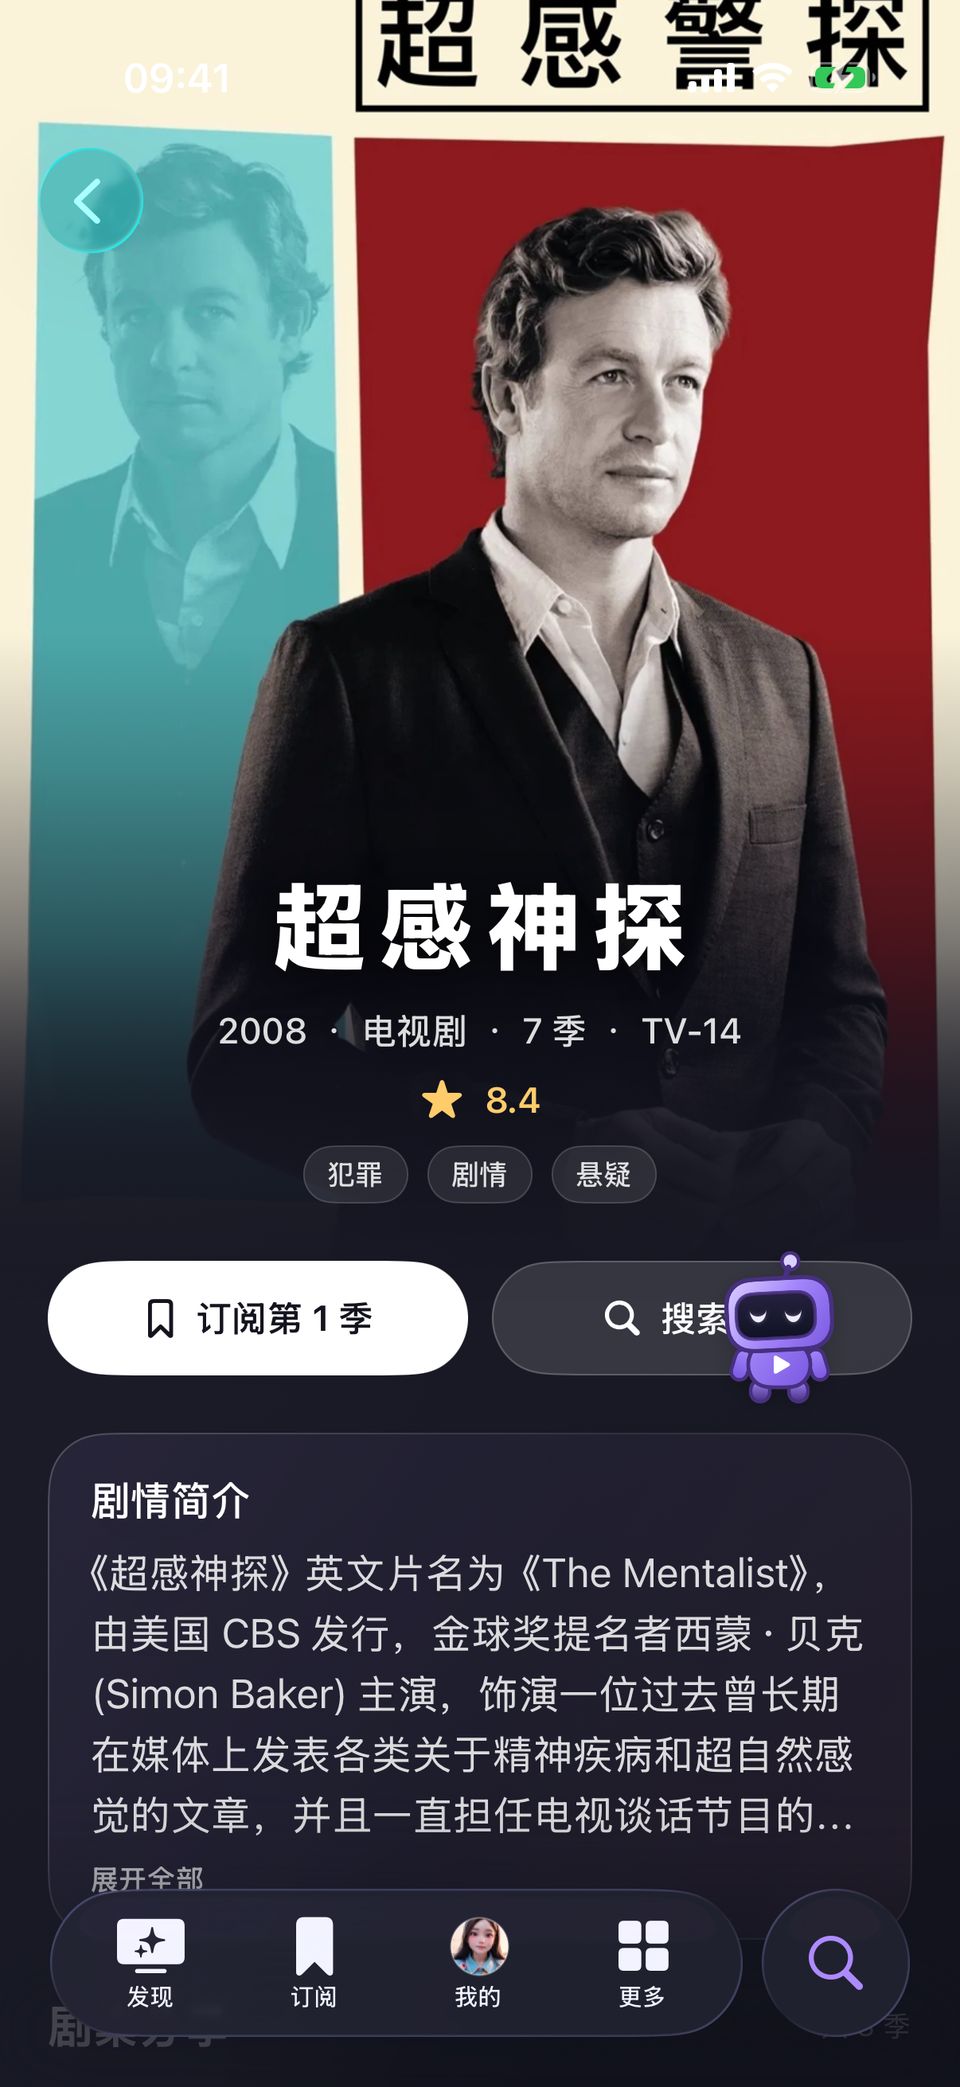 超感警探
09:41
超感神探
2008 · 电视剧 · 7 季 · TV-14
8.4
犯罪 剧情 悬疑
订阅第 1 季 搜索
剧情简介
《超感神探》英文片名为《The Mentalist》，
由美国 CBS 发行，金球奖提名者西蒙 · 贝克
(Simon Baker) 主演，饰演一位过去曾长期
在媒体上发表各类关于精神疾病和超自然感
觉的文章，并且一直担任电视谈话节目的...
展开全部
发现 订阅 我的 更多
季